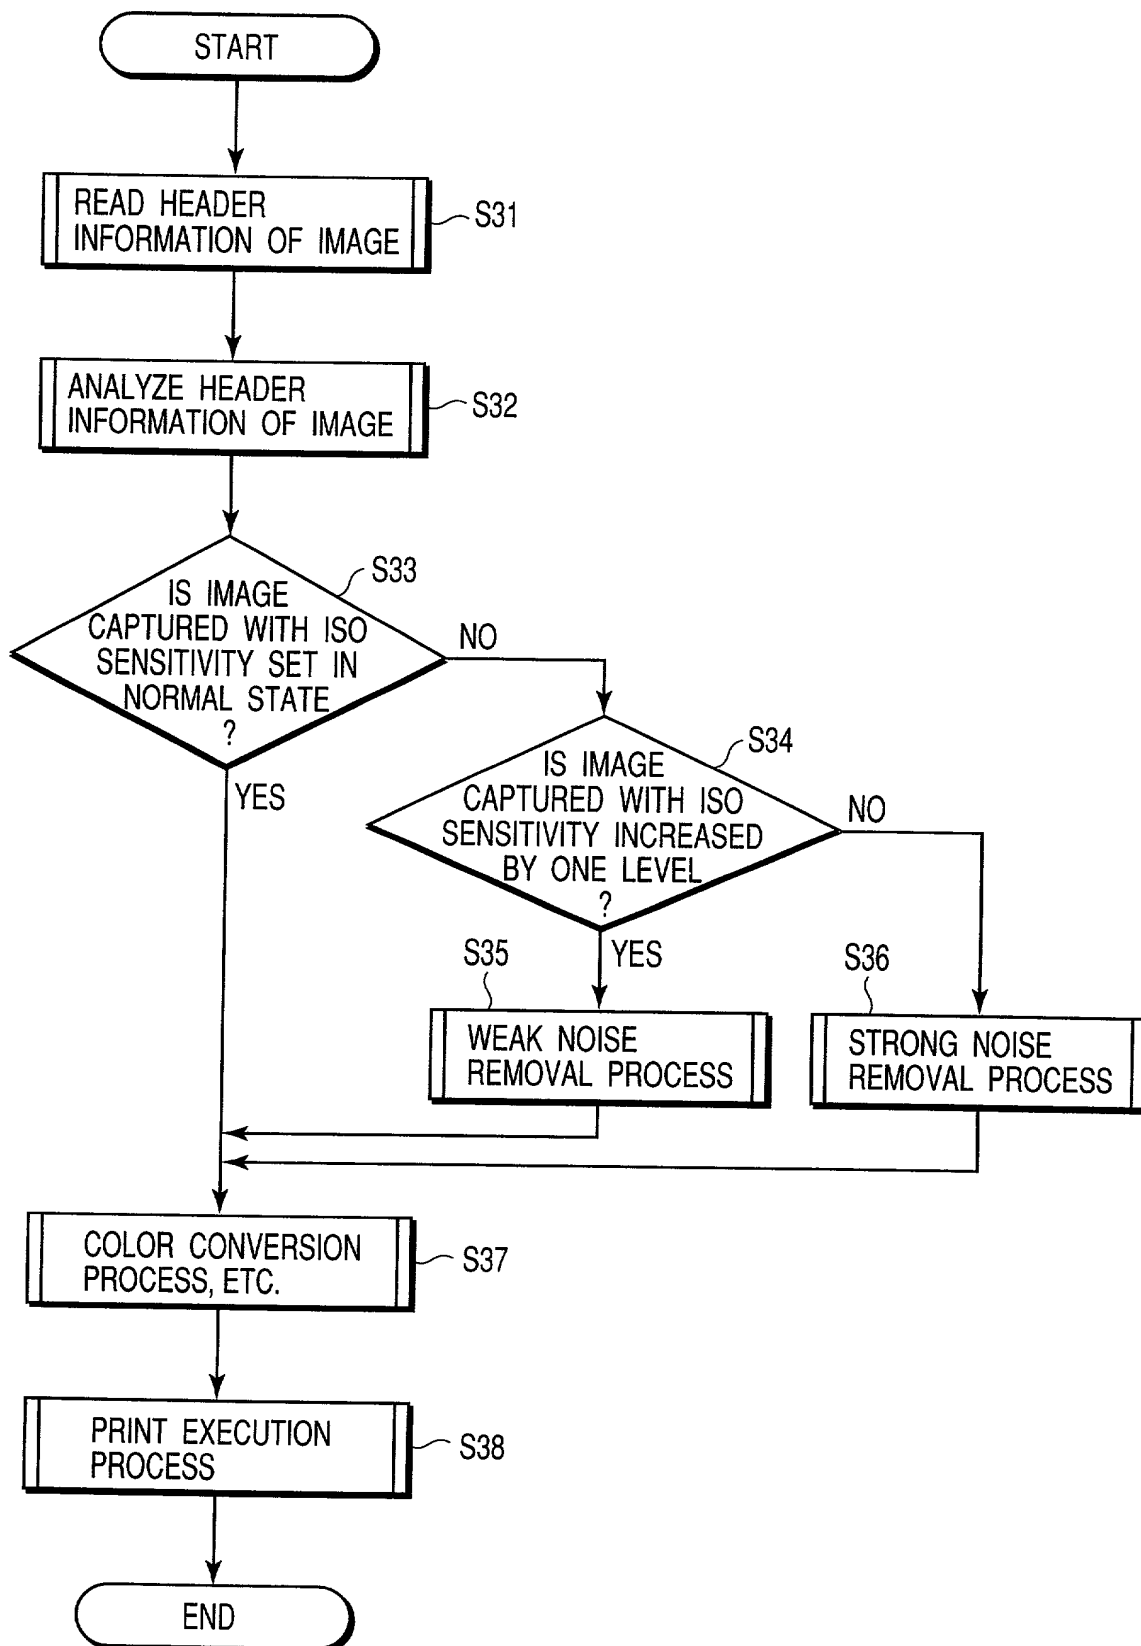 START
READ HEADER
INFORMATION OF IMAGE
S31
ANALYZE HEADER
INFORMATION OF IMAGE
S32
IS IMAGE
CAPTURED WITH ISO
SENSITIVITY SET IN
NORMAL STATE
?
S33
NO
YES
IS IMAGE
CAPTURED WITH ISO
SENSITIVITY INCREASED
BY ONE LEVEL
?
S34
NO
YES
S35
WEAK NOISE
REMOVAL PROCESS
S36
STRONG NOISE
REMOVAL PROCESS
COLOR CONVERSION
PROCESS, ETC.
S37
PRINT EXECUTION
PROCESS
S38
END